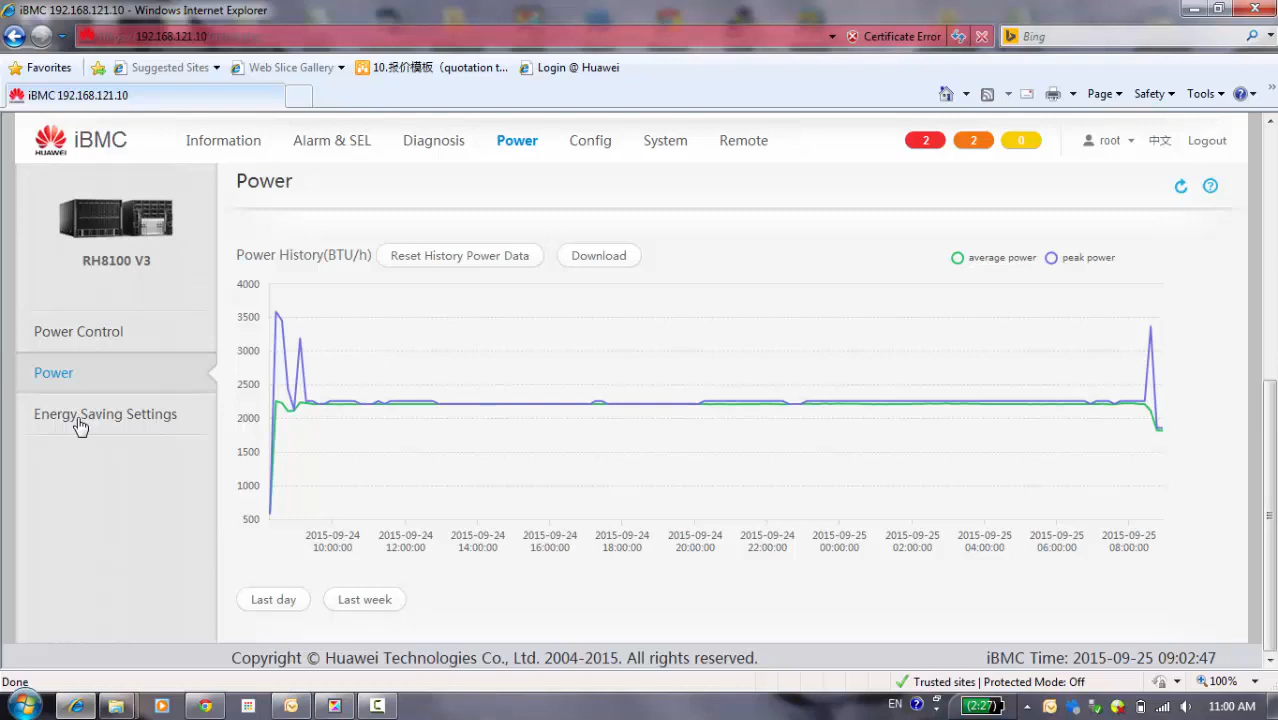 iBMC 192.168.121.10 - Windows Internet Explorer
192.168.121.10
Certificate Error
Bing
Favorites
Suggested Sites
Web Slice Gallery
10.报价模板（quotation t...
Login @ Huawei
iBMC 192.168.121.10
Page
Safety
Tools
HUAWEI
iBMC
Information
Alarm & SEL
Diagnosis
Power
Config
System
Remote
2
2
0
root
中文
Logout
RH8100 V3
Power Control
Power
Energy Saving Settings
Power
Power History(BTU/h)
Reset History Power Data
Download
average power
peak power
4000
3500
3000
2500
2000
1500
1000
500
2015-09-24
10:00:00
2015-09-24
12:00:00
2015-09-24
14:00:00
2015-09-24
16:00:00
2015-09-24
18:00:00
2015-09-24
20:00:00
2015-09-24
22:00:00
2015-09-25
00:00:00
2015-09-25
02:00:00
2015-09-25
04:00:00
2015-09-25
06:00:00
2015-09-25
08:00:00
Last day
Last week
Copyright © Huawei Technologies Co., Ltd. 2004-2015. All rights reserved.
iBMC Time: 2015-09-25 09:02:47
Done
Trusted sites | Protected Mode: Off
100%
EN
(2:27)
11:00 AM